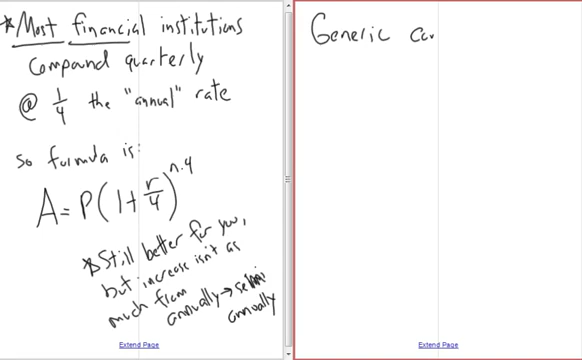 *Most financial institutions
Compound quarterly
@ 1/4 the "annual" rate
So formula is:
A = P(1 + r/4)^n·4
*Still better for you,
but increase isn't as
much from
annually → semi
annually
Extend Page
Generic
Extend Page